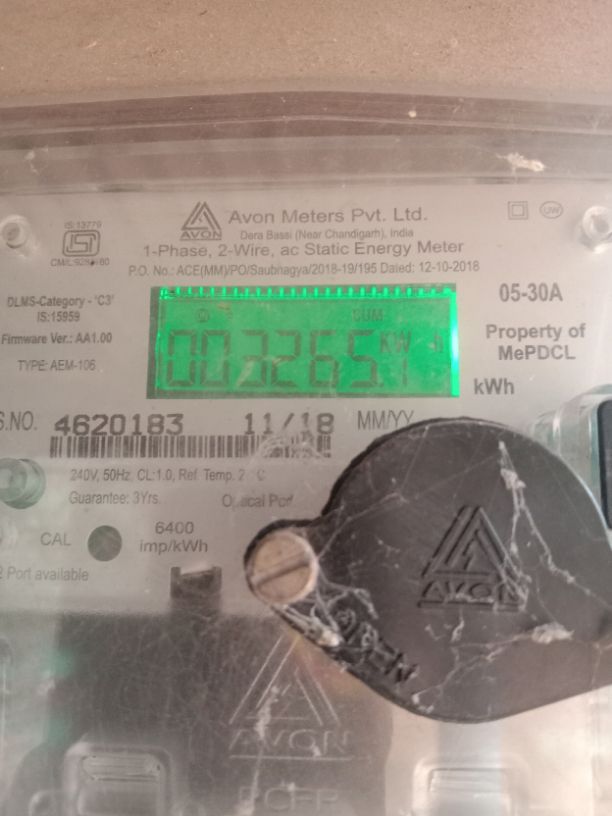 IS:13779
ISI
CM/L:
AVON
Avon Meters Pvt. Ltd.
Dera Bassi (Near Chandigarh), India
UW
1-Phase, 2-Wire, ac Static Energy Meter
P.O. No.: ACE(MM)/PO/Saubhagya/2018-19/195 Dated: 12-10-2018
DLMS-Category - 'C3'
IS:15959
Firmware Ver.: AA1.00
TYPE: AEM-106
CUM
003265.1 KW h
05-30A
Property of
MePDCL
kWh
S.NO. 4620183 11/18 MM/YY
240V, 50Hz, CL:1.0, Ref. Temp.
Guarantee: 3Yrs.
Optical Port
CAL
6400
imp/kWh
Port available
AVON
OPEN
AVON